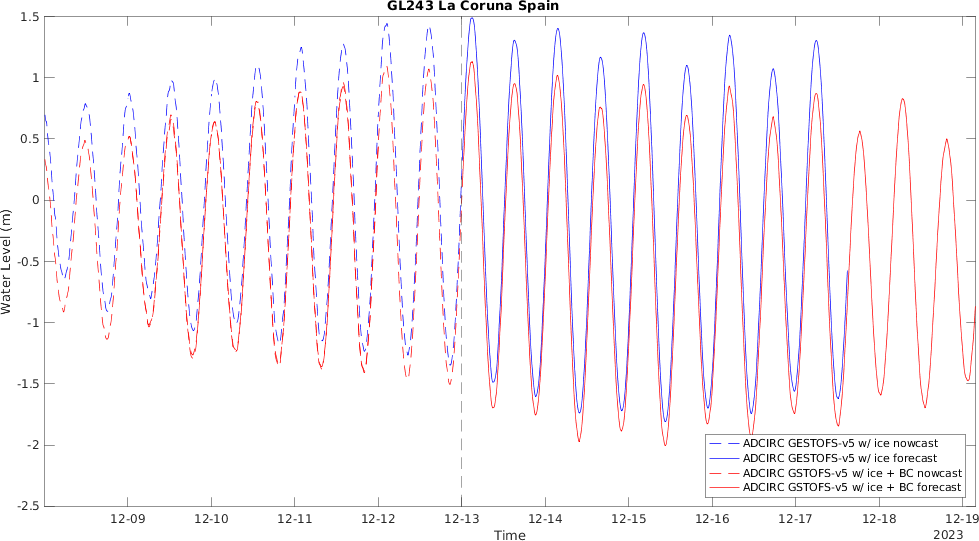 GL243 La Coruna Spain
1.5
1
0.5
0
-0.5
-1
-1.5
-2
-2.5
Water Level (m)
ADCIRC GESTOFS-v5 w/ ice nowcast
ADCIRC GESTOFS-v5 w/ ice forecast
ADCIRC GSTOFS-v5 w/ ice + BC nowcast
ADCIRC GSTOFS-v5 w/ ice + BC forecast
12-09 12-10 12-11 12-12 12-13 12-14 12-15 12-16 12-17 12-18 12-19
Time
2023